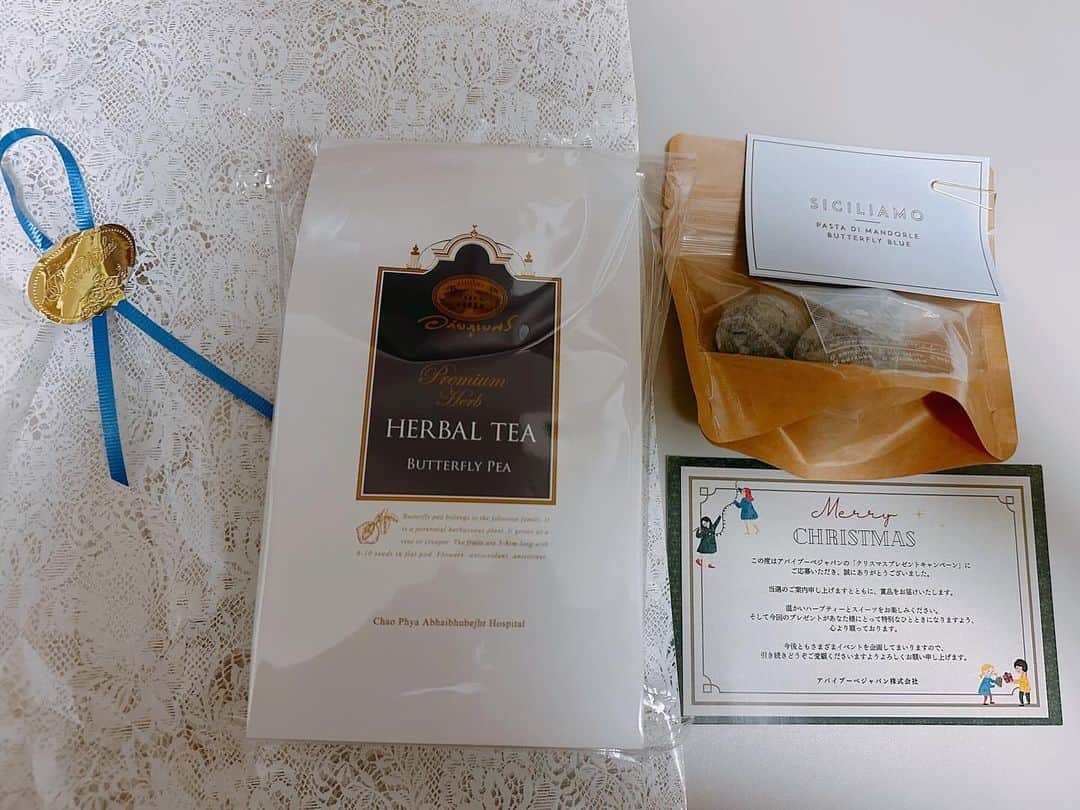 อภัยภูเบศร
Premium
Herb
HERBAL TEA
BUTTERFLY PEA
Butterfly pea belongs to the fabaceae family. It
is a perennial herbaceous plant. It grows as a
vine or creeper. The fruits are 5-8cm long with
6-10 seeds in flat pod. Flowers: antioxidant,
Chao Phya Abhaibhubejhr Hospital
SICILIAMO
PASTA DI MANDORLE
BUTTERFLY BLUE
Merry
CHRISTMAS
この度はアバイブーベジャパンの「クリスマスプレゼントキャンペーン」に
ご応募いただき、誠にありがとうございました。
当選のご案内申し上げますとともに、賞品をお届けいたします。
温かいハーブティーとスイーツをお楽しみください。
そして今回のプレゼントがあなた様にとって特別なひとときになりますよう、
心より願っております。
今後ともさまざまイベントを企画してまいりますので、
引き続きどうぞご愛顧くださいますようよろしくお願い申し上げます。
アバイブーベジャパン株式会社